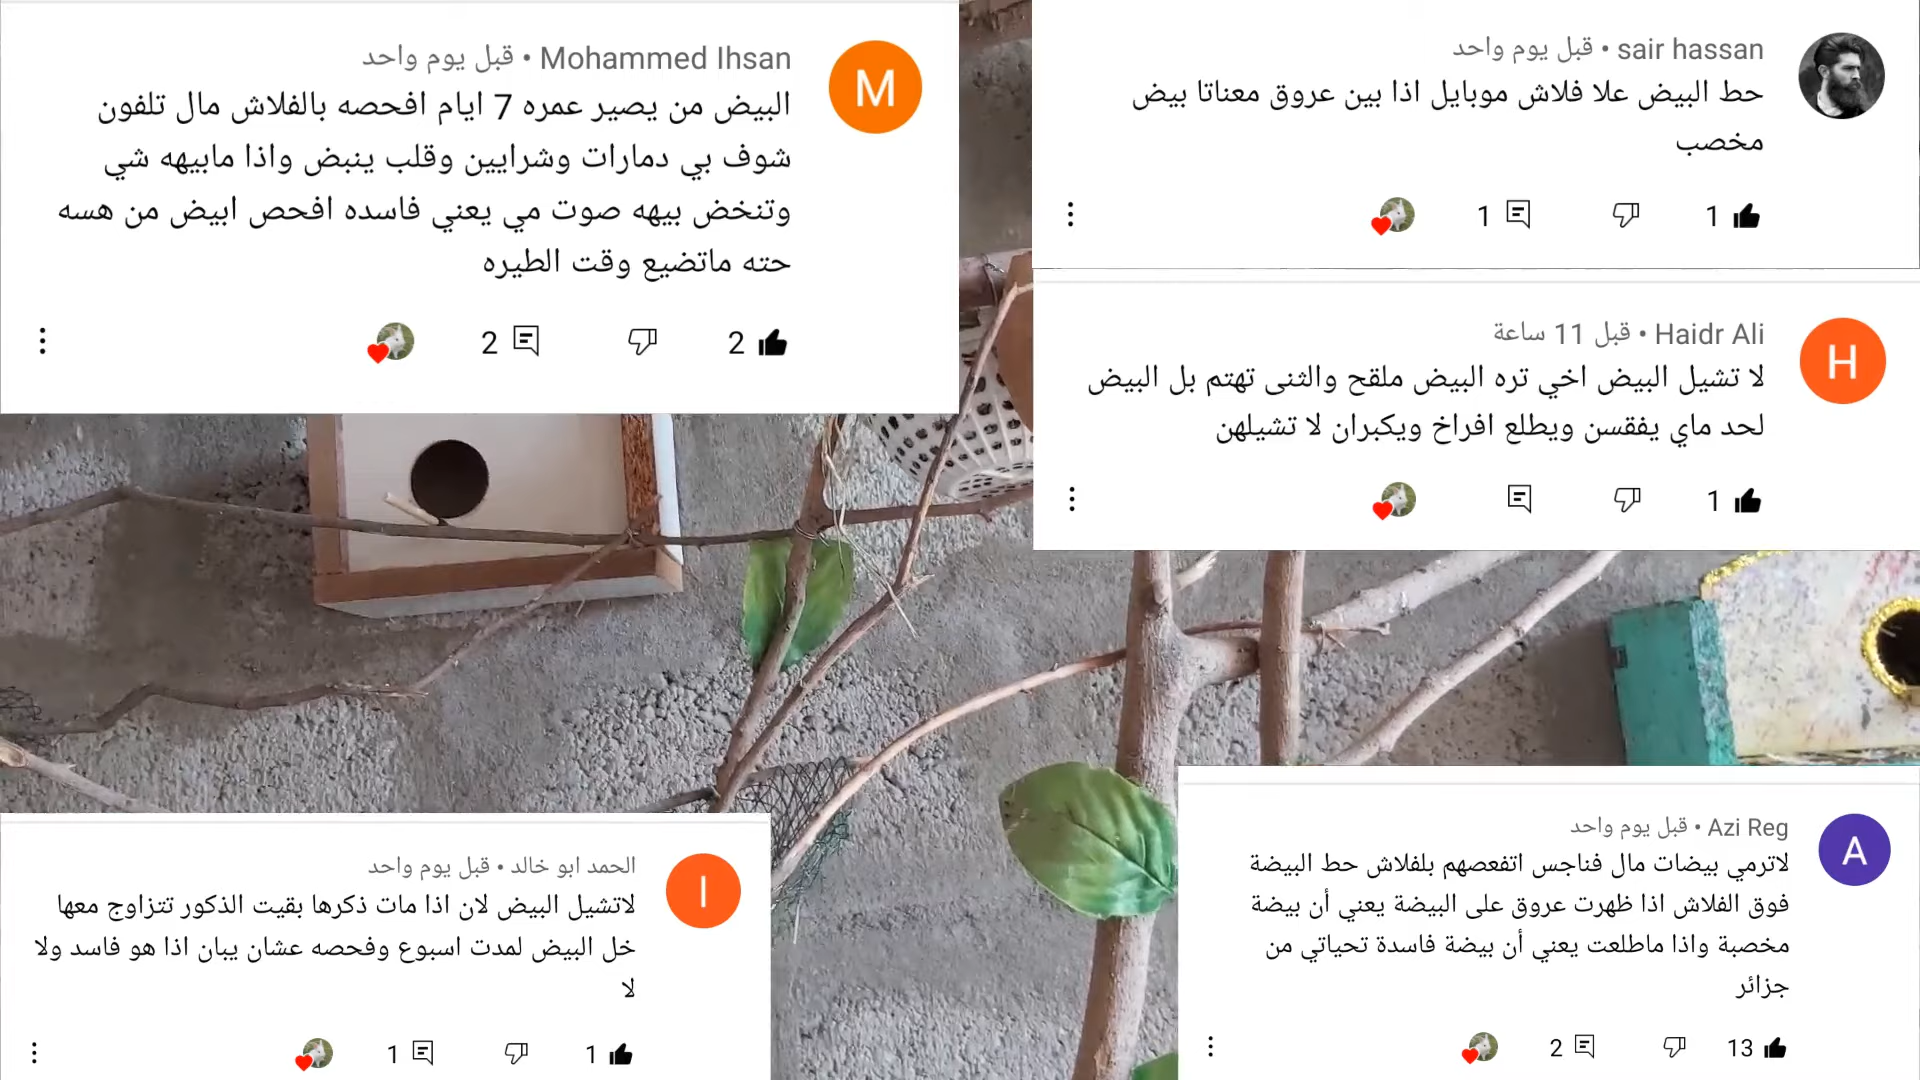 Mohammed Ihsan • قبل يوم واحد
البيض من يصير عمره 7 ايام افحصه بالفلاش مال تلفون
شوف بي دمارات وشرايين وقلب ينبض واذا مابيهه شي
وتنخض بيهه صوت مي يعني فاسده افحص ابيض من هسه
حته ماتضيع وقت الطيره
2
2
M
sair hassan • قبل يوم واحد
حط البيض علا فلاش موبايل اذا بين عروق معناتا بيض
مخصب
1
1
Haidr Ali • قبل 11 ساعة
لا تشيل البيض اخي تره البيض ملقح والثنى تهتم بل البيض
لحد ماي يفقسن ويطلع افراخ ويكبران لا تشيلهن
1
H
الحمد ابو خالد • قبل يوم واحد
لاتشيل البيض لان اذا مات ذكرها بقيت الذكور تتزاوج معها
خل البيض لمدت اسبوع وفحصه عشان يبان اذا هو فاسد ولا
لا
1
1
I
Azi Reg • قبل يوم واحد
لاترمي بيضات مال فناجس اتفعصهم بلفلاش حط البيضة
فوق الفلاش اذا ظهرت عروق على البيضة يعني أن بيضة
مخصبة واذا ماطلعت يعني أن بيضة فاسدة تحياتي من
جزائر
13
2
A